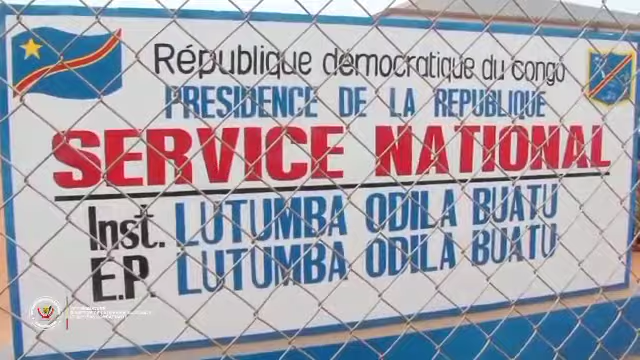 République démocratique du Congo
PRESIDENCE DE LA REPUBLIQUE
SERVICE NATIONAL
Inst. LUTUMBA ODILA BUATU
E.P. LUTUMBA ODILA BUATU